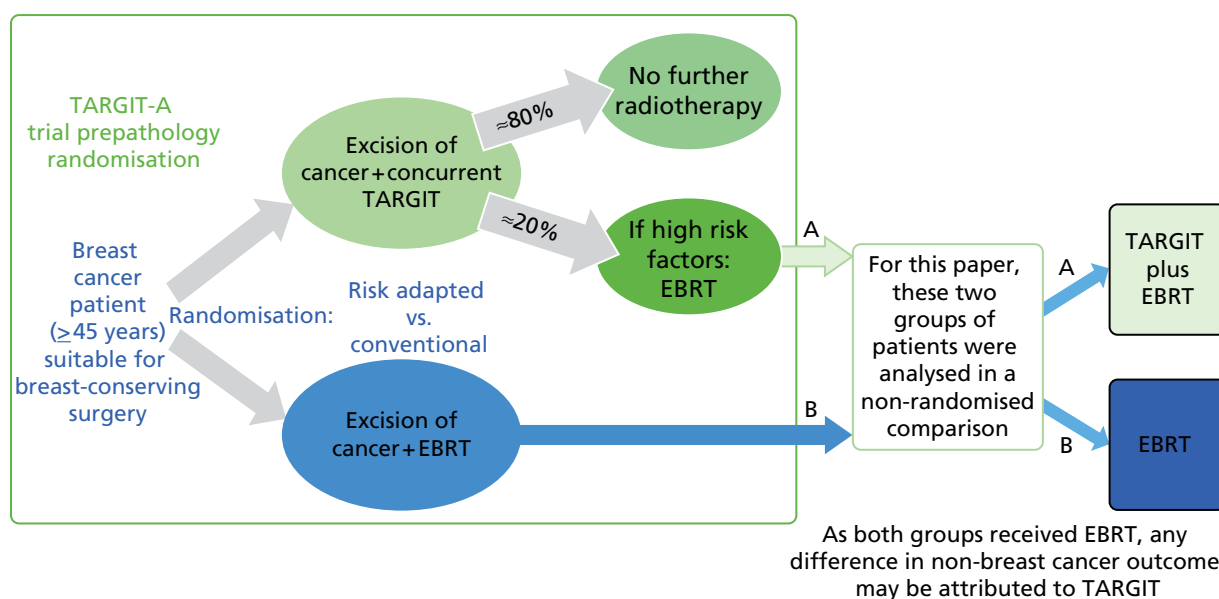 TARGIT-A
trial prepathology
randomisation
Breast
cancer
patient
(≥45 years)
suitable for
breast-conserving
surgery
Randomisation:
Risk adapted
vs.
conventional
Excision of
cancer+concurrent
TARGIT
≈80%
No further
radiotherapy
≈20%
If high risk
factors:
EBRT
Excision of
cancer+EBRT
A
B
For this paper,
these two
groups of
patients were
analysed in a
non-randomised
comparison
A
TARGIT
plus
EBRT
B
EBRT
As both groups received EBRT, any
difference in non-breast cancer outcome
may be attributed to TARGIT